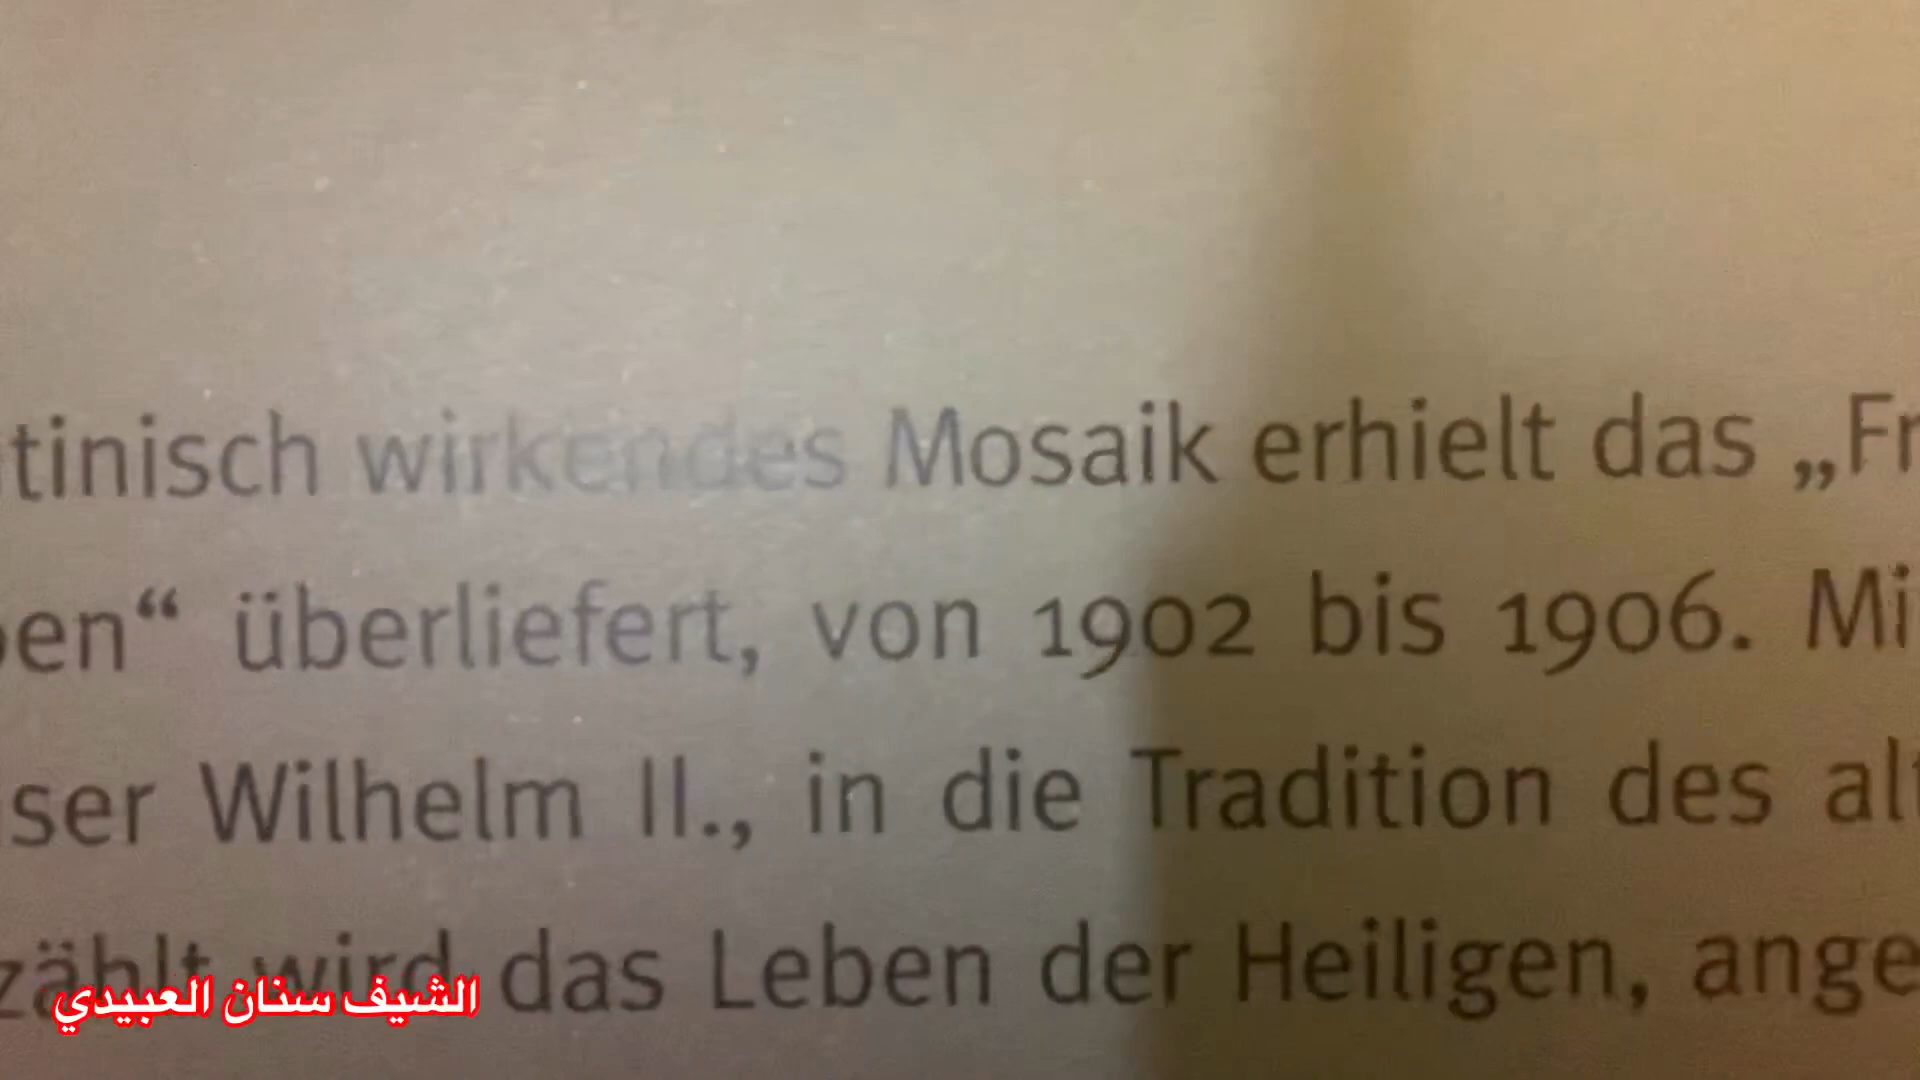 tinisch wirkendes Mosaik erhielt das „Fr
en“ überliefert, von 1902 bis 1906. Mi
ser Wilhelm II., in die Tradition des alt
zählt wird das Leben der Heiligen, ange
الشيف سنان العبيدي